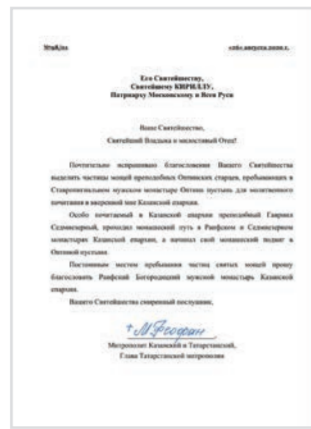 Его Святейшеству,
Святейшему КИРИЛЛУ,
Патриарху Московскому и Всея Руси
Ваше Святейшество,
Святейший Владыка и милостивый Отец!
Почтительно испрашиваю благословения Вашего Святейшества
выделить частицы мощей преподобных Оптинских старцев, пребывающих в
Ставропигиальном мужском монастыре Оптина пустынь для молитвенного
почитания в вверенной мне Казанской епархии.
Особо почитаемый в Казанской епархии преподобный Гавриил
Седмиезерный, проходил монашеский путь в Раифском и Седмиезерном
монастырях Казанской епархии, а начинал свой монашеский подвиг в
Оптиной пустыни.
Постоянным местом пребывания частиц святых мощей прошу
благословить Раифский Богородицкий мужской монастырь Казанской
епархии.
Вашего Святейшества смиренный послушник,
Митрополит Казанский и Татарстанский,
Глава Татарстанской митрополии